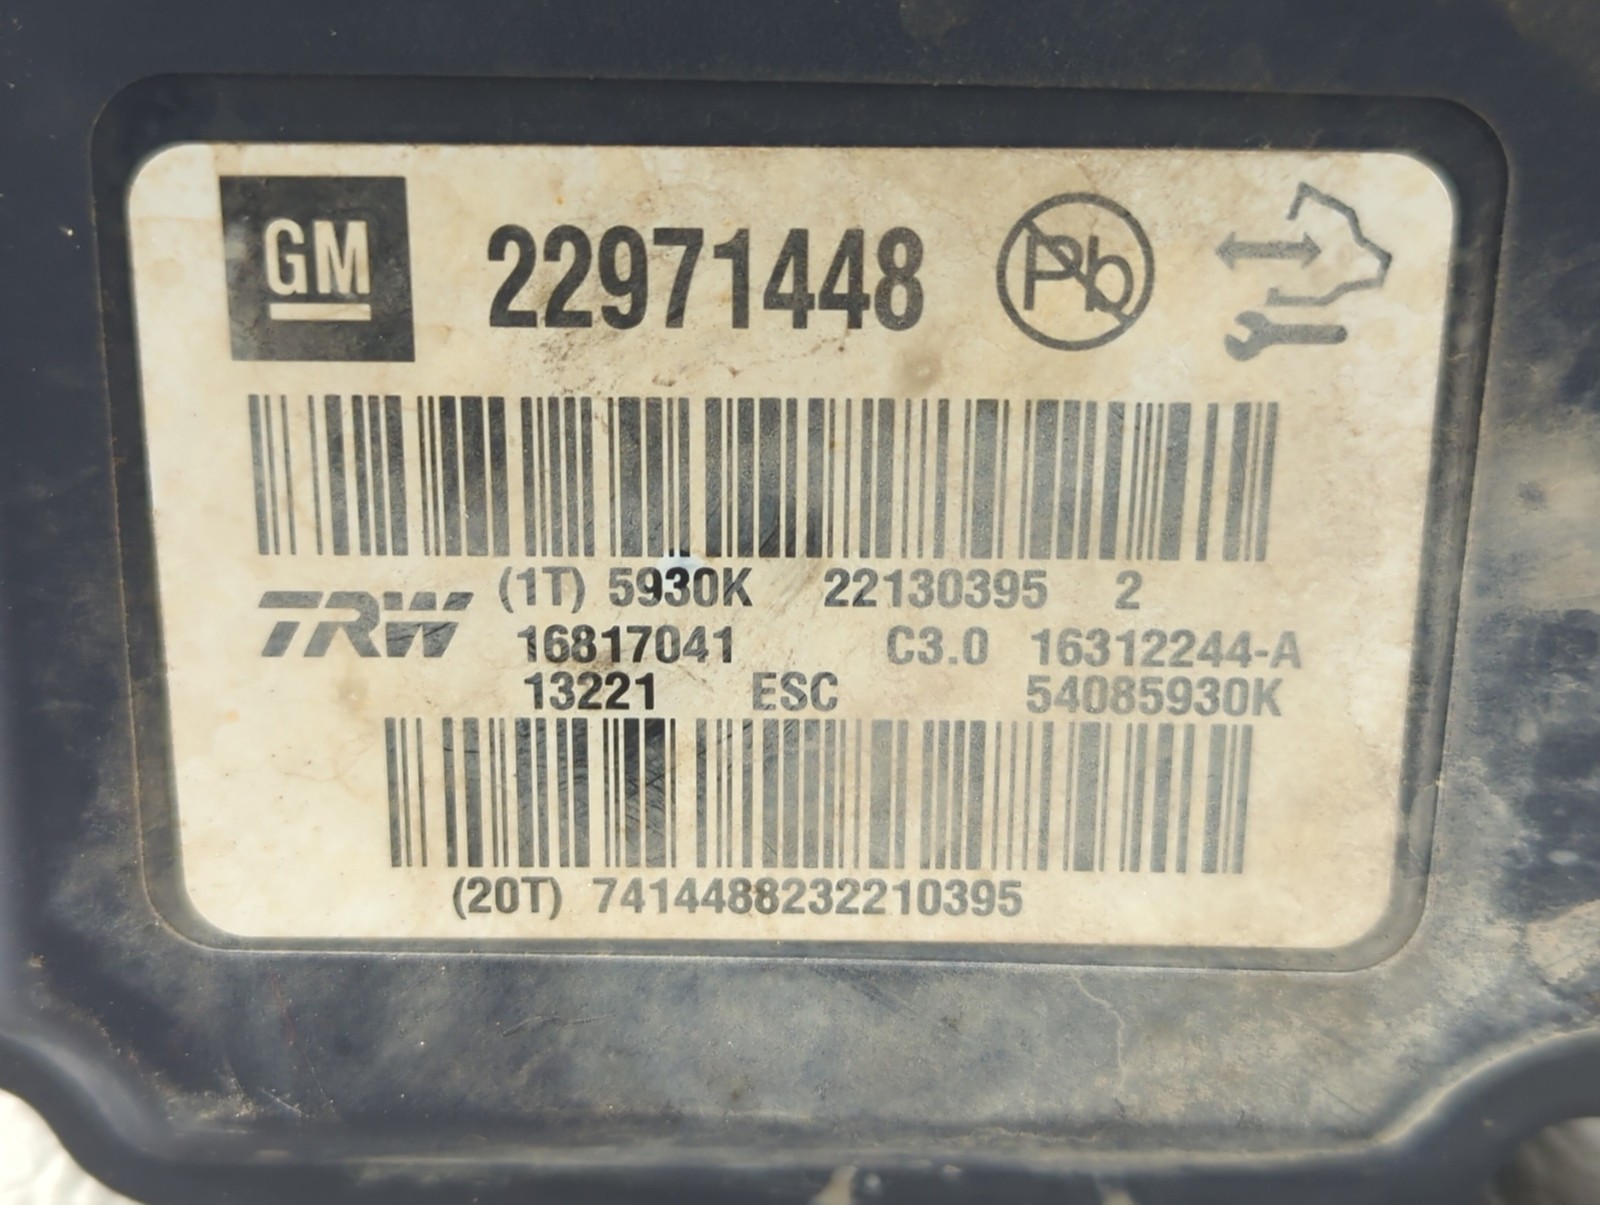 GM 22971448 Pb
(1T) 5930K 22130395 2
TRW 16817041 C3.0 16312244-A
13221 ESC 54085930K
(20T) 7414488232210395